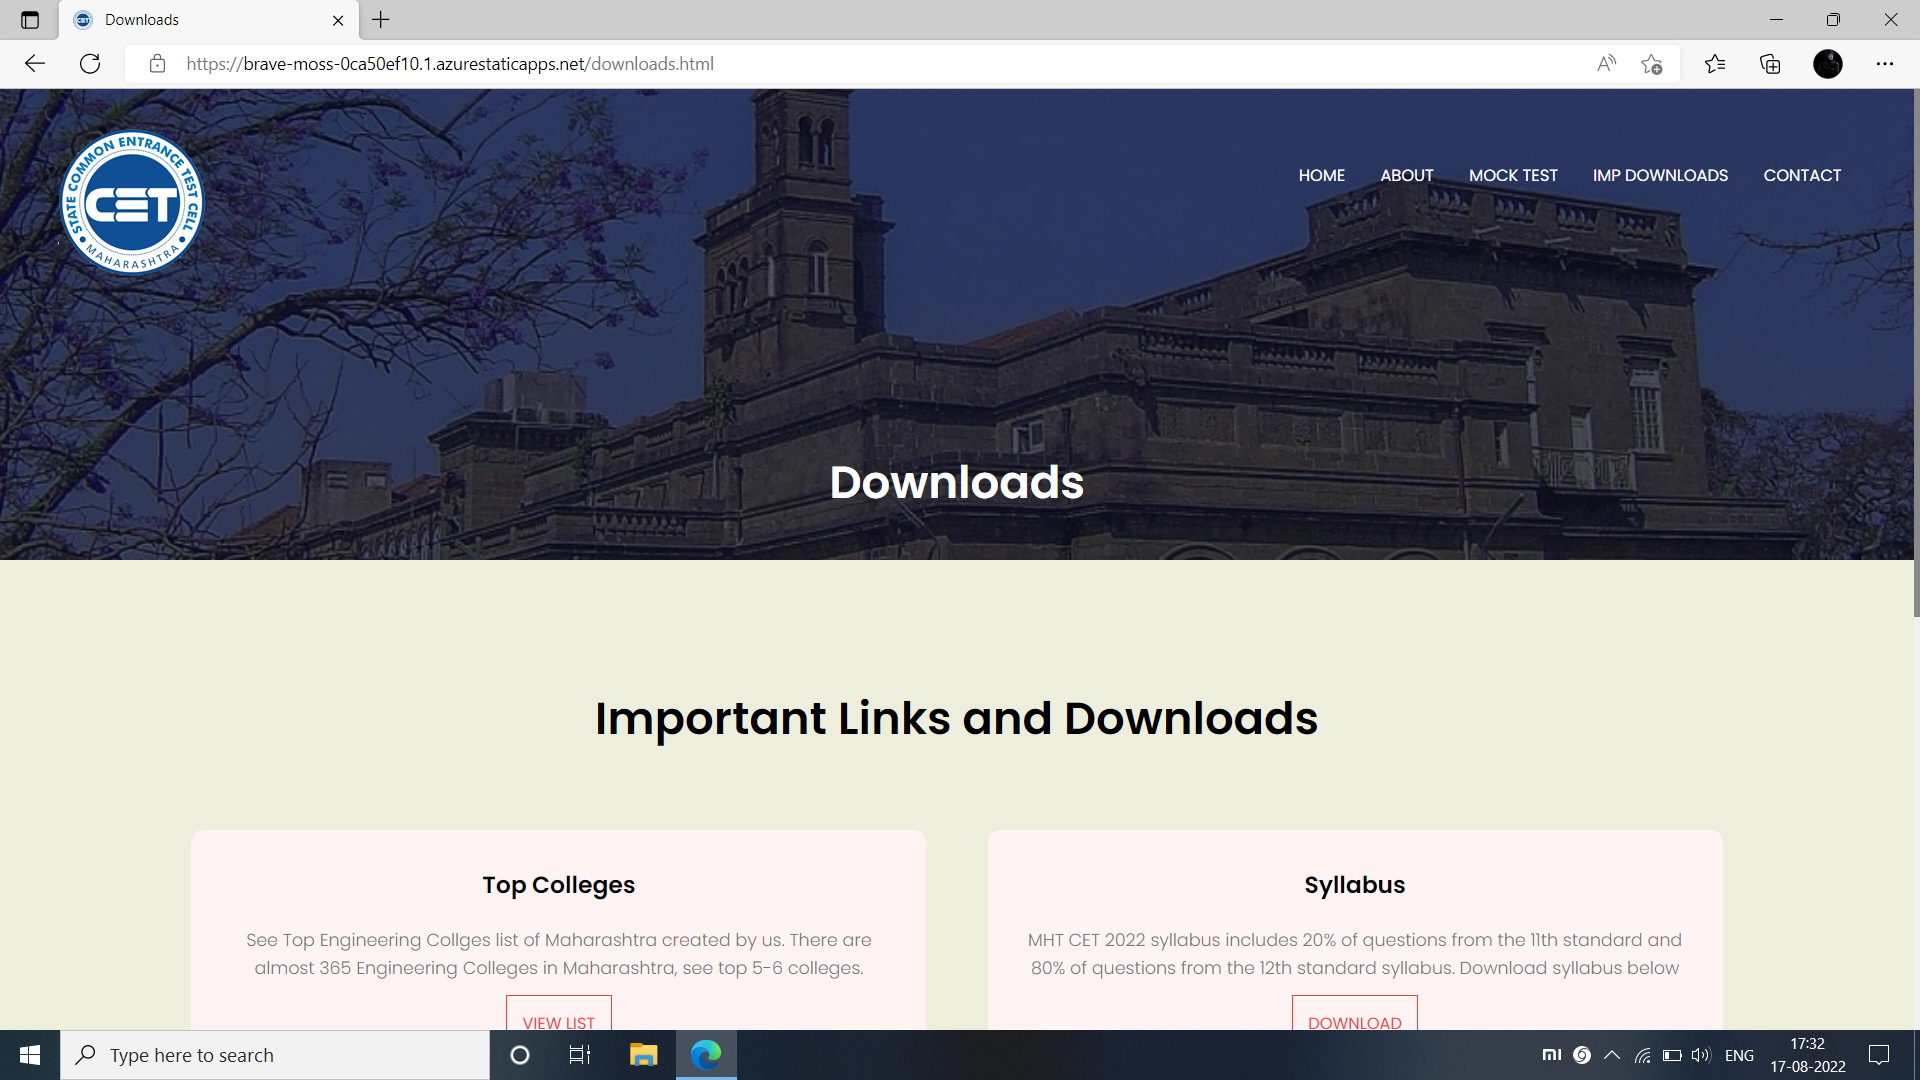 Downloads
https://brave-moss-0ca50ef10.1.azurestaticapps.net/downloads.html
STATE COMMON ENTRANCE TEST CELL
CET
MAHARASHTRA
HOME ABOUT MOCK TEST IMP DOWNLOADS CONTACT
Downloads
Important Links and Downloads
Top Colleges
See Top Engineering Collges list of Maharashtra created by us. There are
almost 365 Engineering Colleges in Maharashtra, see top 5-6 colleges.
VIEW LIST
Syllabus
MHT CET 2022 syllabus includes 20% of questions from the 11th standard and
80% of questions from the 12th standard syllabus. Download syllabus below
DOWNLOAD
Type here to search
mi
ENG
17:32
17-08-2022